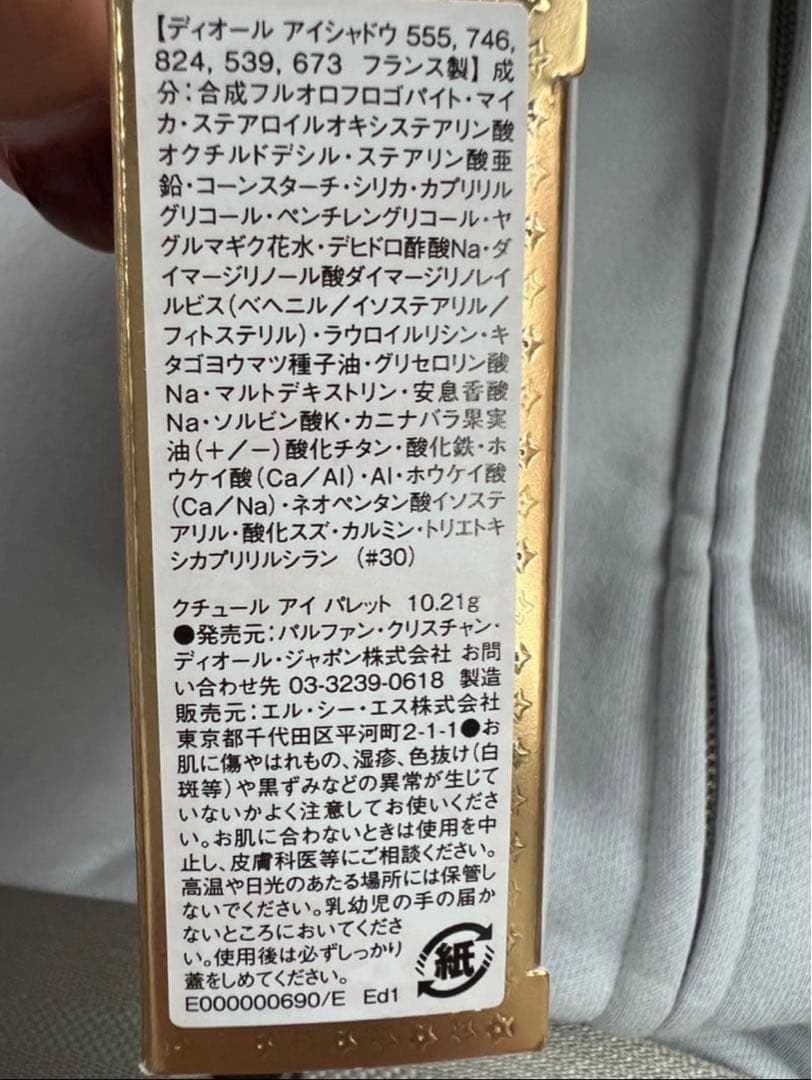 【ディオール アイシャドウ 555, 746,
824, 539, 673 フランス製】成
分：合成フルオロフロゴパイト・マイ
カ・ステアロイルオキシステアリン酸
オクチルドデシル・ステアリン酸亜
鉛・コーンスターチ・シリカ・カプリリル
グリコール・ペンチレングリコール・ヤ
グルマギク花水・デヒドロ酢酸Na・ダ
イマージリノール酸ダイマージリノレイ
ルビス（ベヘニル／イソステアリル／
フィトステリル）・ラウロイルリシン・キ
タゴヨウマツ種子油・グリセロリン酸
Na・マルトデキストリン・安息香酸
Na・ソルビン酸K・カニナバラ果実
油（＋／－）酸化チタン・酸化鉄・ホ
ウケイ酸（Ca／Al）・Al・ホウケイ酸
（Ca／Na）・ネオペンタン酸イソステ
アリル・酸化スズ・カルミン・トリエトキ
シカプリリルシラン （#30）
クチュール アイ パレット 10.21g
●発売元：パルファン・クリスチャン・
ディオール・ジャポン株式会社 お問
い合わせ先 03-3239-0618 製造
販売元：エル・シー・エス株式会社
東京都千代田区平河町2-1-1●お
肌に傷やはれもの、湿疹、色抜け（白
斑等）や黒ずみなどの異常が生じて
いないかよく注意してお使いくださ
い。お肌に合わないときは使用を中
止し、皮膚科医等にご相談ください。
高温や日光のあたる場所には保管し
ないでください。乳幼児の手の届か
ないところにおいてくださ
い。使用後は必ずしっかり
蓋をしめてください。
紙
E000000690/E Ed1